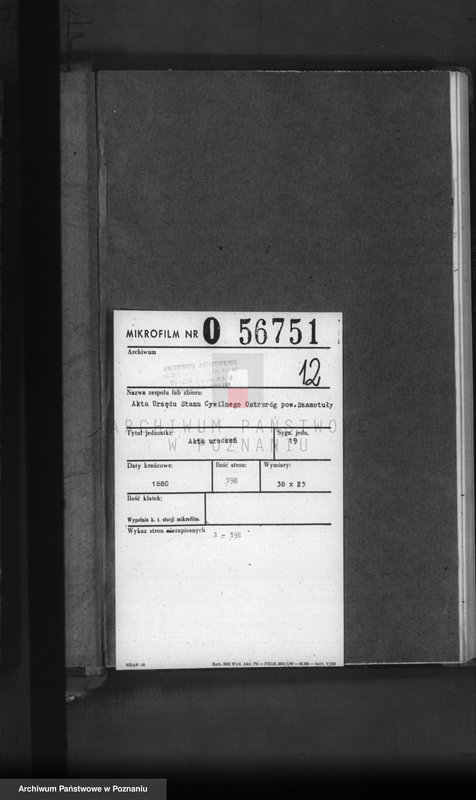 MIKROFILM NR O 56751
Archiwum
12
Nazwa zespołu lub zbioru:
Akta Urzędu Stanu Cywilnego Ostroróg pow. Szamotuły
ARCHIWUM PAŃSTWOWE
W POZNANIU
Tytuł jednostki: Sygn. jedn.
Akta urodzeń 19
Daty krańcowe: Ilość stron: Wymiary:
1880 198 38 x 25
Ilość klatek:
Wypełnia k. t. stacji mikrofilm.
Wykaz stron niezapisanych
1 - 198
NDAP
Archiwum Państwowe w Poznaniu